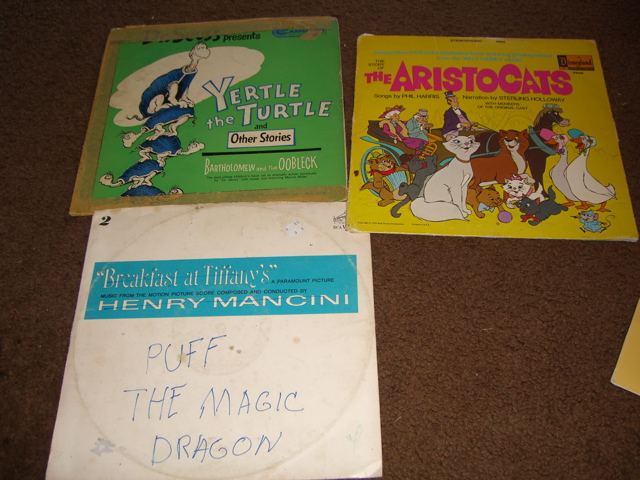 Dr. Seuss presents
YERTLE
the TURTLE
and
Other Stories
BARTHOLOMEW and the OOBLECK
THE
STORY OF
THE ARISTOCATS
Disneyland
Songs by PHIL HARRIS Narration by STERLING HOLLOWAY
WITH MEMBERS
OF THE ORIGINAL CAST
2
"Breakfast at Tiffany's" A PARAMOUNT PICTURE
MUSIC FROM THE MOTION PICTURE SCORE COMPOSED AND CONDUCTED BY
HENRY MANCINI
PUFF
THE MAGIC
DRAGON